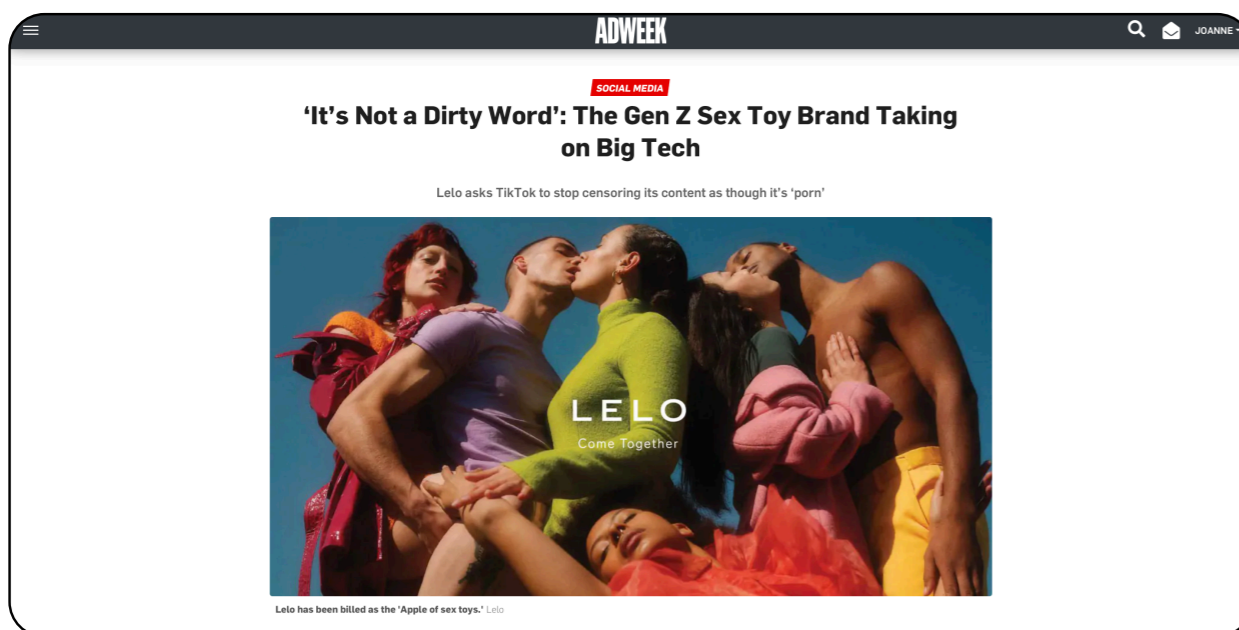 ADWEEK
JOANNE
SOCIAL MEDIA
‘It’s Not a Dirty Word’: The Gen Z Sex Toy Brand Taking
on Big Tech
Lelo asks TikTok to stop censoring its content as though it’s ‘porn’
LELO
Come Together
Lelo has been billed as the 'Apple of sex toys.' Lelo